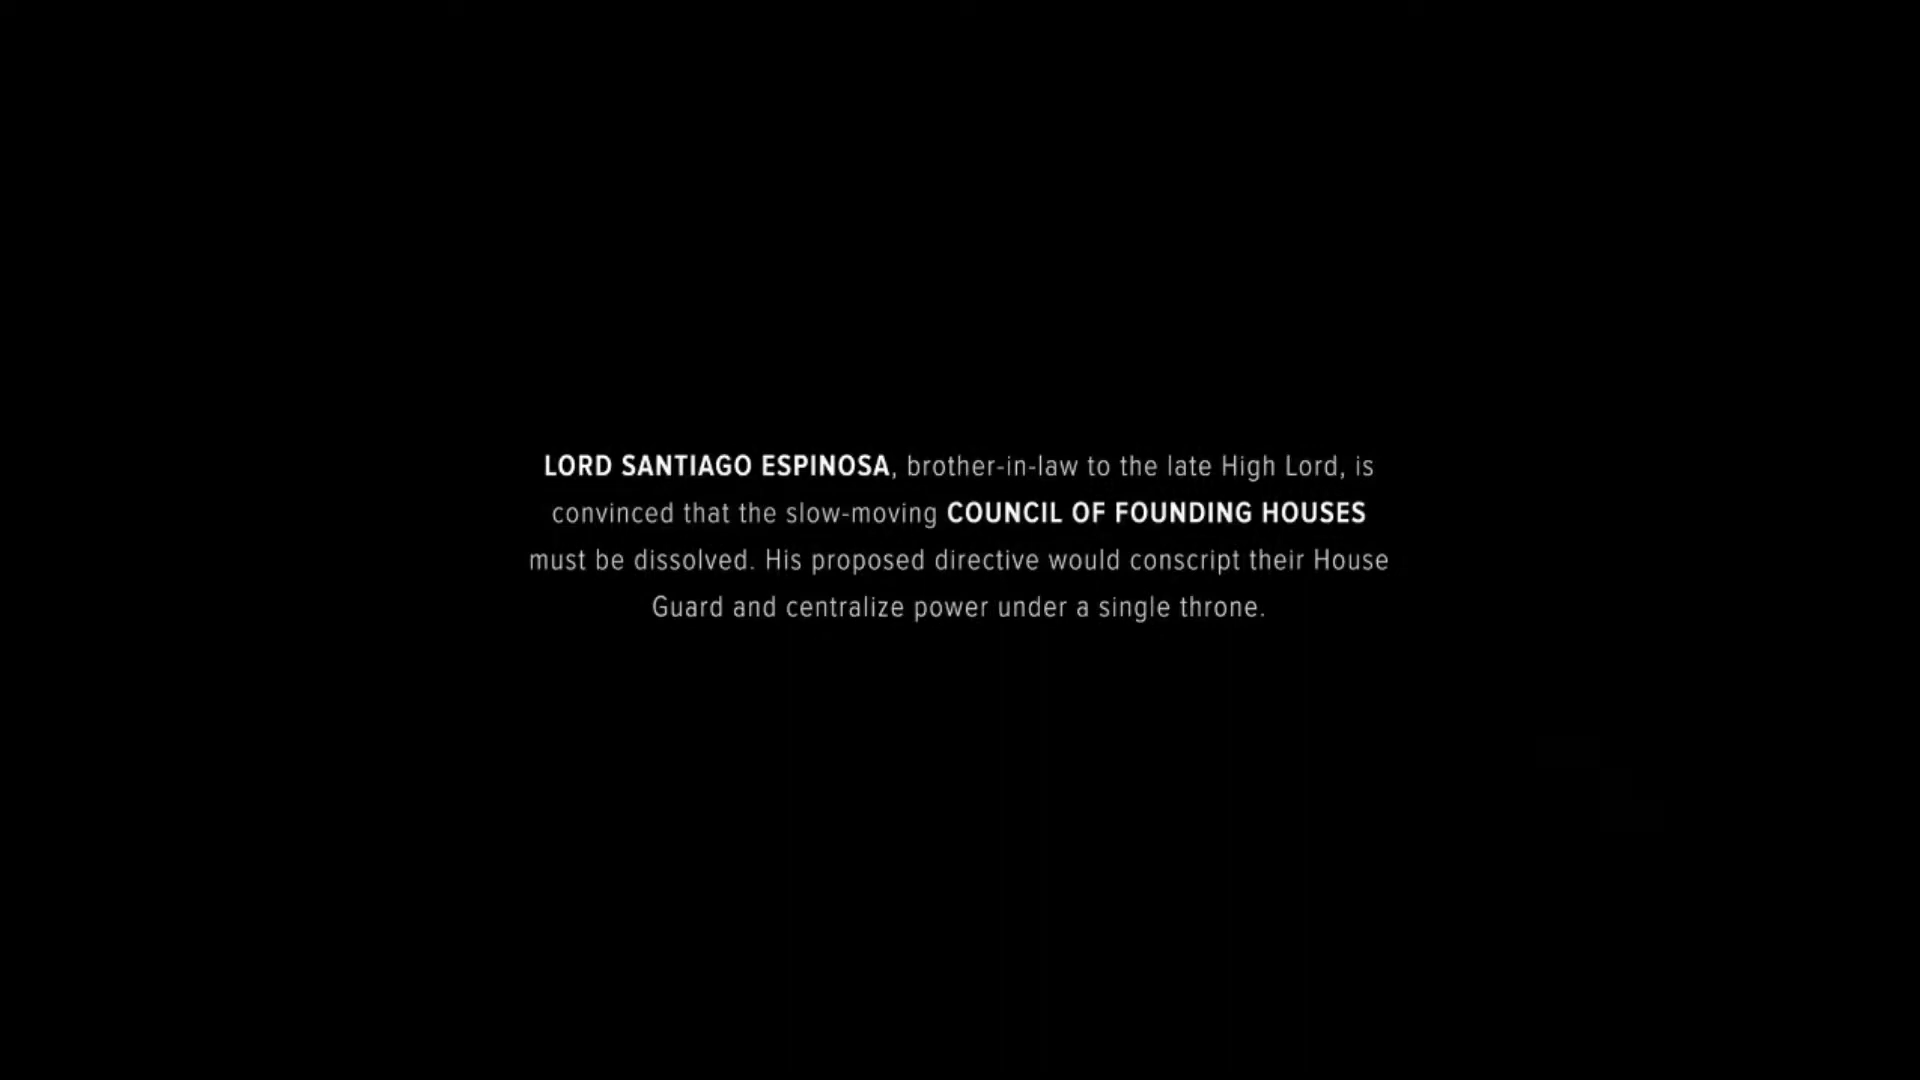 LORD SANTIAGO ESPINOSA, brother-in-law to the late High Lord, is
convinced that the slow-moving COUNCIL OF FOUNDING HOUSES
must be dissolved. His proposed directive would conscript their House
Guard and centralize power under a single throne.